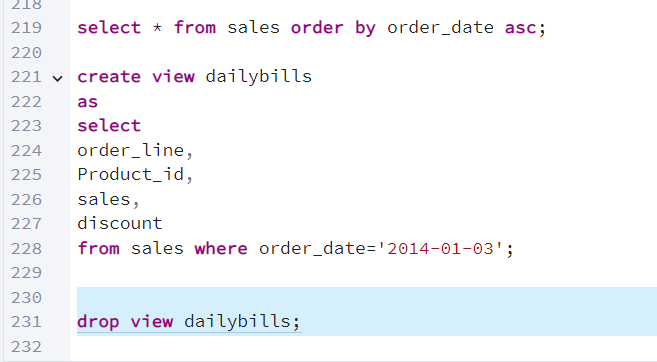 218
219 select * from sales order by order_date asc;
220
221 create view dailybills
222 as
223 select
224 order_line,
225 Product_id,
226 sales,
227 discount
228 from sales where order_date='2014-01-03';
229
230
231 drop view dailybills;
232